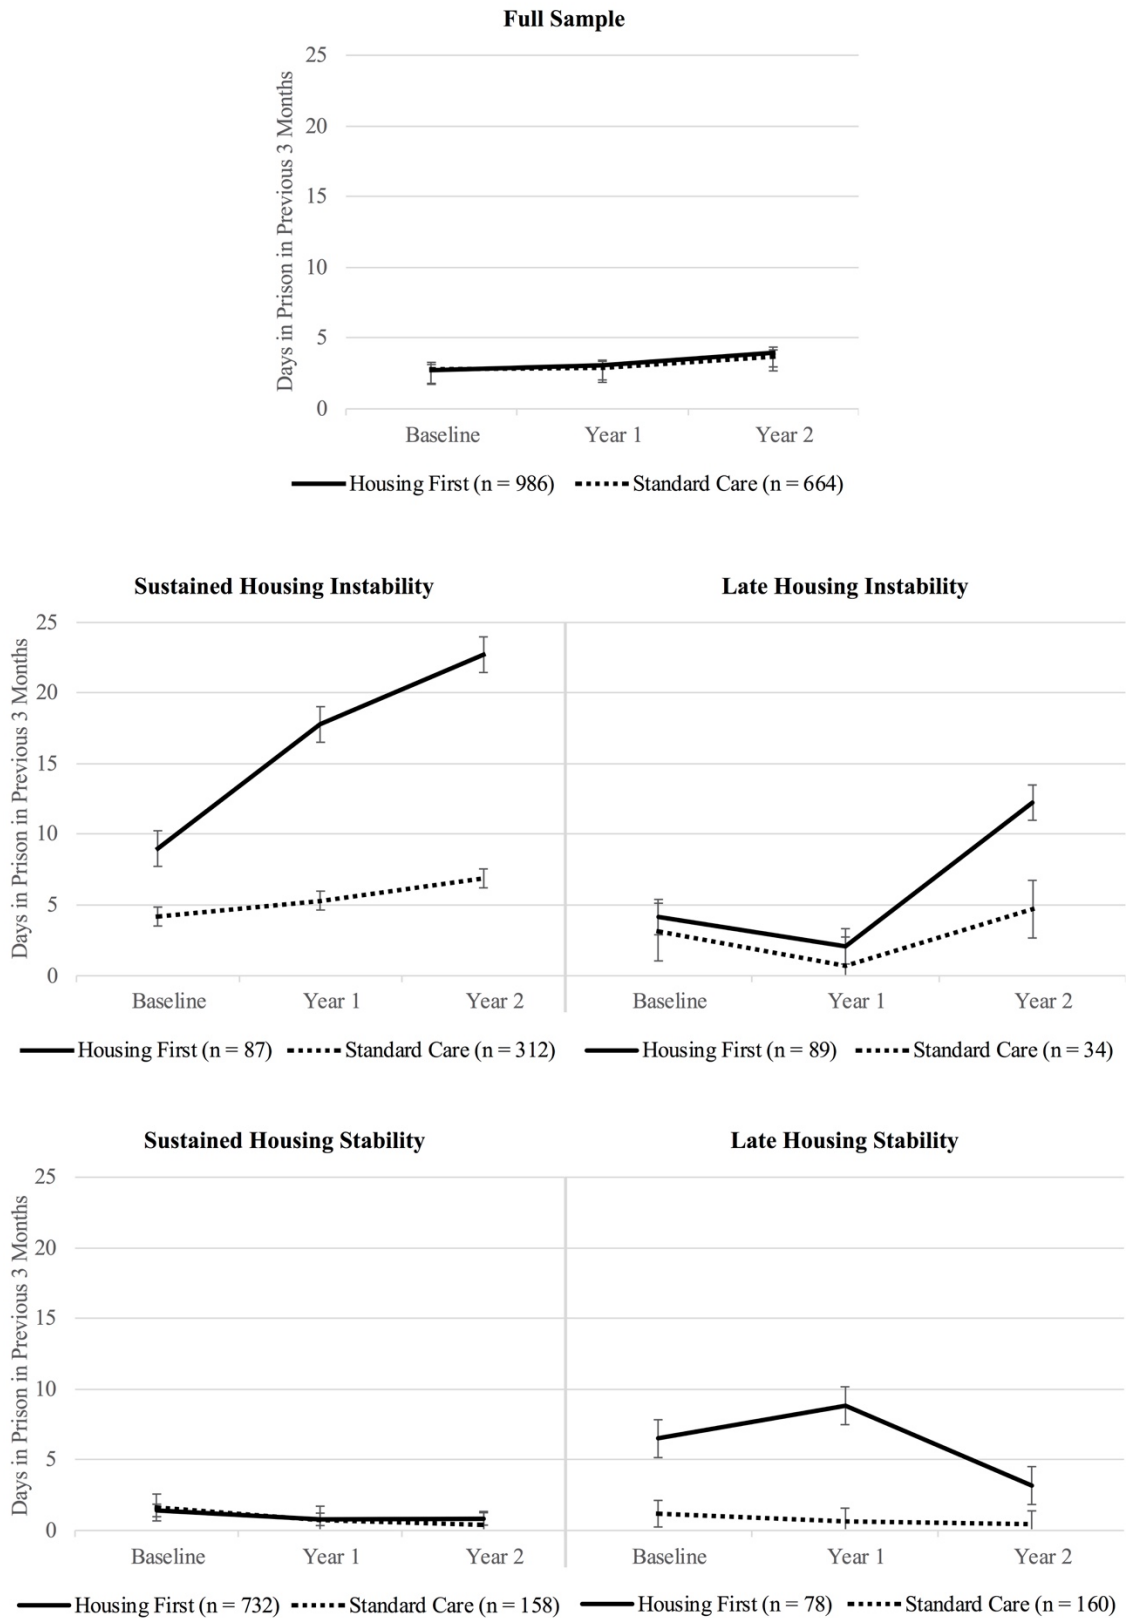 Full Sample
Days in Prison in Previous 3 Months
25
20
15
10
5
0
Baseline Year 1 Year 2
Housing First (n = 986) Standard Care (n = 664)
Sustained Housing Instability Late Housing Instability
Days in Prison in Previous 3 Months
25
20
15
10
5
0
Baseline Year 1 Year 2 Baseline Year 1 Year 2
Housing First (n = 87) Standard Care (n = 312) Housing First (n = 89) Standard Care (n = 34)
Sustained Housing Stability Late Housing Stability
Days in Prison in Previous 3 Months
25
20
15
10
5
0
Baseline Year 1 Year 2 Baseline Year 1 Year 2
Housing First (n = 732) Standard Care (n = 158) Housing First (n = 78) Standard Care (n = 160)